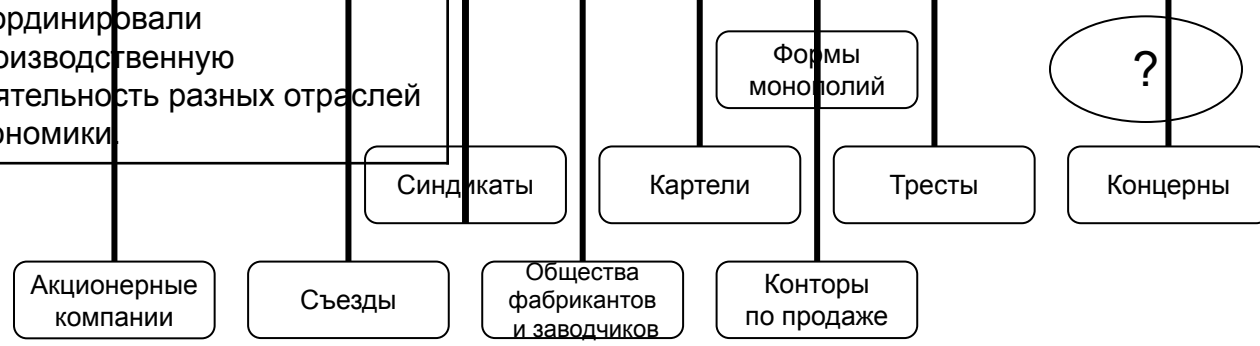 ординировали
оизводственную
ятельность разных отраслей
ономики.
Формы
монополий
?
Синдикаты
Картели
Тресты
Концерны
Акционерные
компании
Съезды
Общества
фабрикантов
и заводчиков
Конторы
по продаже